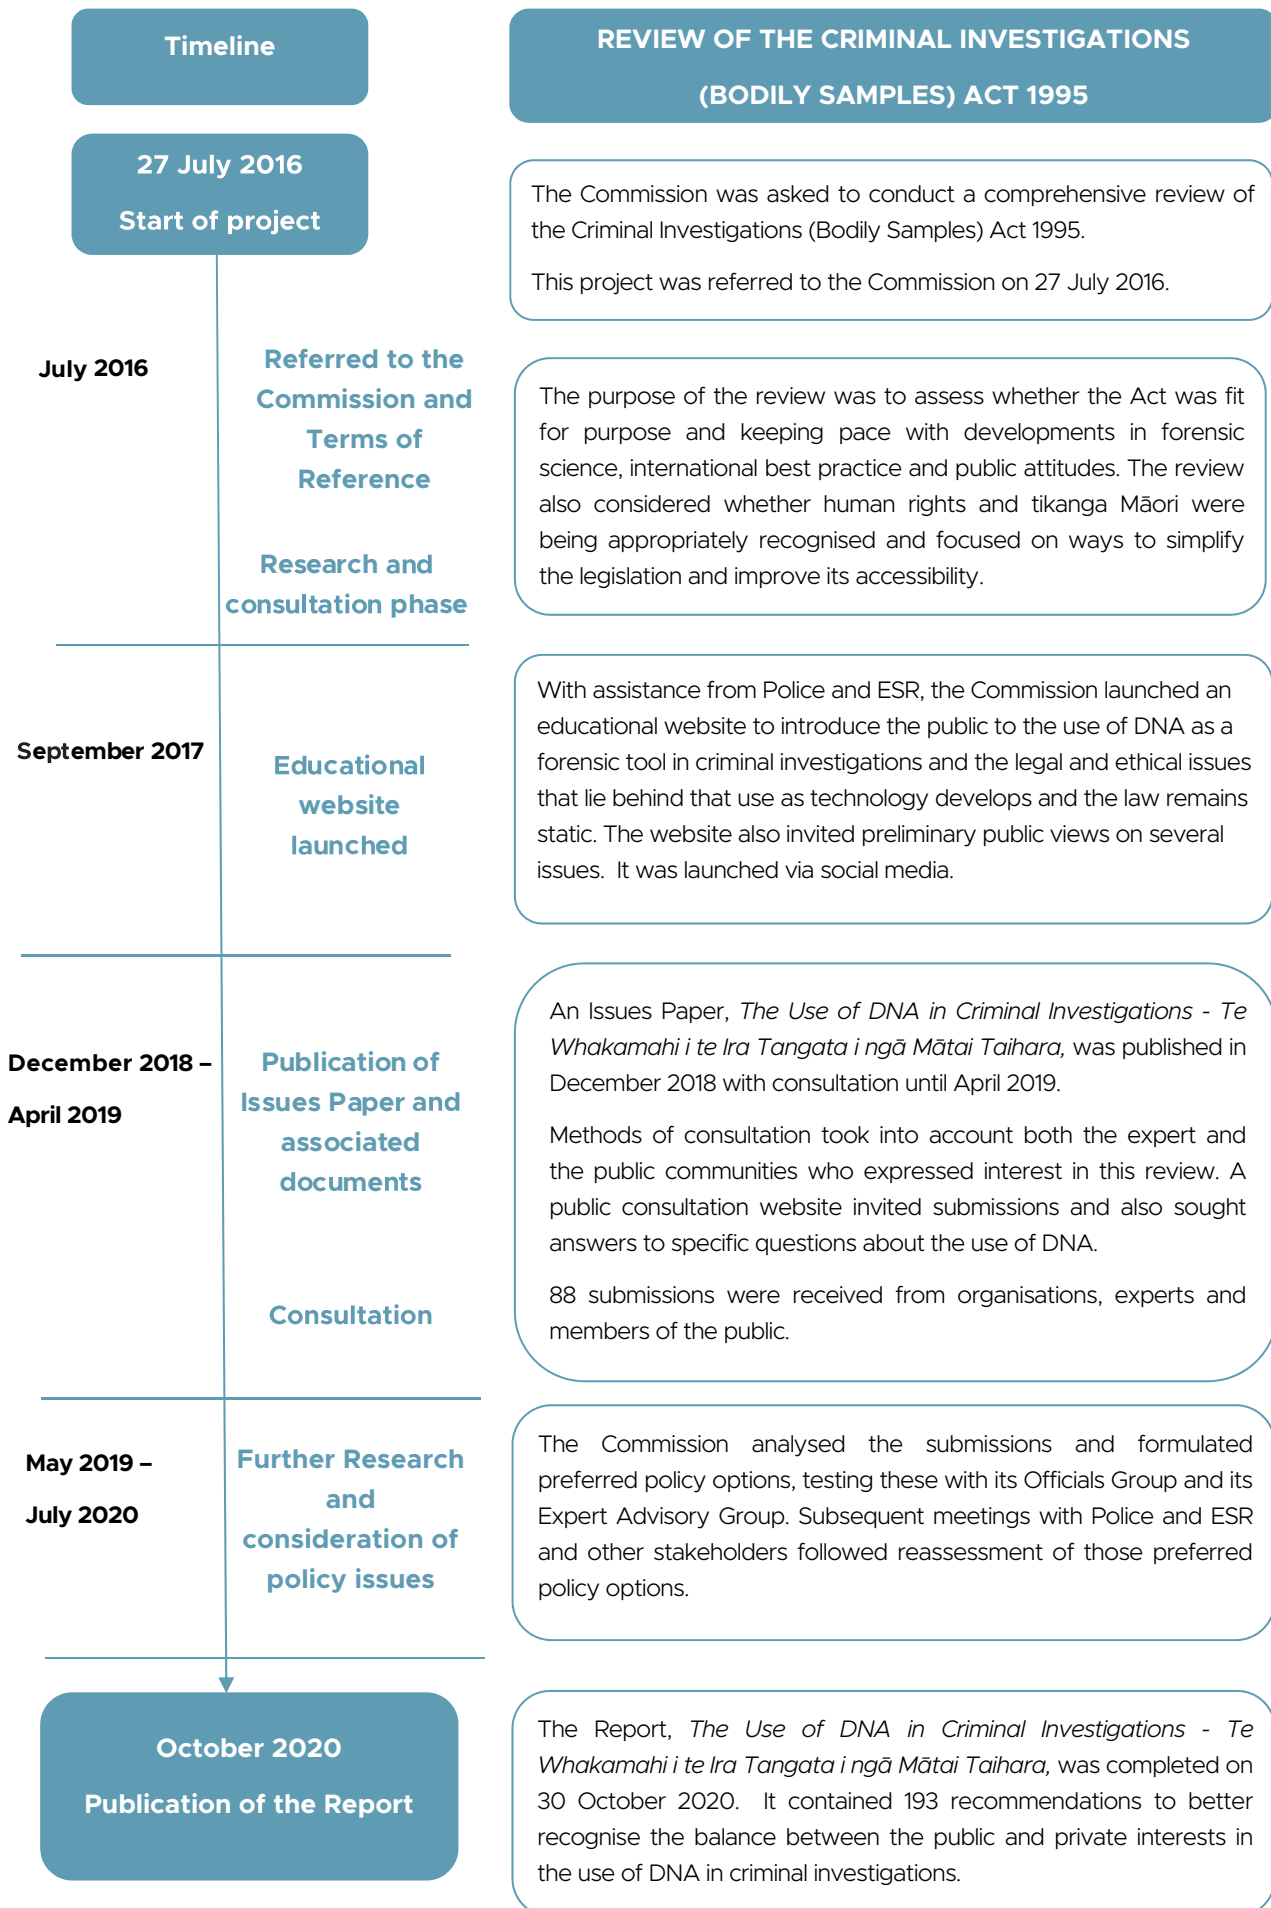 Timeline
REVIEW OF THE CRIMINAL INVESTIGATIONS
(BODILY SAMPLES) ACT 1995
27 July 2016
Start of project
The Commission was asked to conduct a comprehensive review of
the Criminal Investigations (Bodily Samples) Act 1995.
This project was referred to the Commission on 27 July 2016.
July 2016
Referred to the
Commission and
Terms of
Reference
Research and
consultation phase
The purpose of the review was to assess whether the Act was fit
for purpose and keeping pace with developments in forensic
science, international best practice and public attitudes. The review
also considered whether human rights and tikanga Māori were
being appropriately recognised and focused on ways to simplify
the legislation and improve its accessibility.
September 2017
Educational
website
launched
With assistance from Police and ESR, the Commission launched an
educational website to introduce the public to the use of DNA as a
forensic tool in criminal investigations and the legal and ethical issues
that lie behind that use as technology develops and the law remains
static. The website also invited preliminary public views on several
issues.  It was launched via social media.
December 2018 –
April 2019
Publication of
Issues Paper and
associated
documents
Consultation
An Issues Paper, The Use of DNA in Criminal Investigations - Te
Whakamahi i te Ira Tangata i ngā Mātai Taihara, was published in
December 2018 with consultation until April 2019.
Methods of consultation took into account both the expert and
the public communities who expressed interest in this review. A
public consultation website invited submissions and also sought
answers to specific questions about the use of DNA.
88 submissions were received from organisations, experts and
members of the public.
May 2019 –
July 2020
Further Research
and
consideration of
policy issues
The Commission analysed the submissions and formulated
preferred policy options, testing these with its Officials Group and its
Expert Advisory Group. Subsequent meetings with Police and ESR
and other stakeholders followed reassessment of those preferred
policy options.
October 2020
Publication of the Report
The Report, The Use of DNA in Criminal Investigations - Te
Whakamahi i te Ira Tangata i ngā Mātai Taihara, was completed on
30 October 2020.  It contained 193 recommendations to better
recognise the balance between the public and private interests in
the use of DNA in criminal investigations.